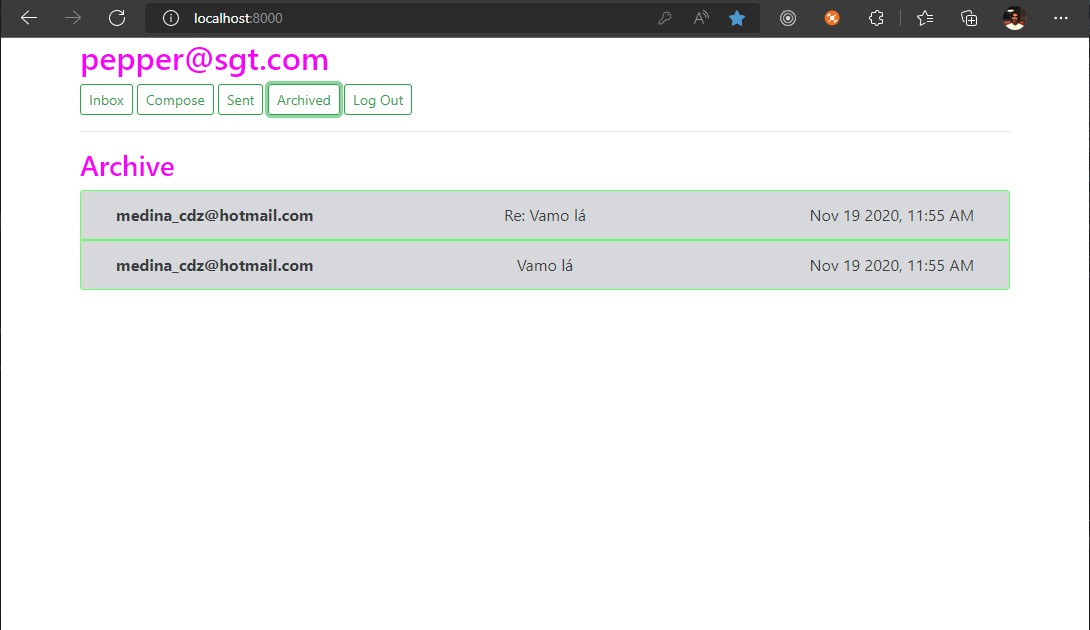 localhost:8000
pepper@sgt.com
Inbox Compose Sent Archived Log Out
Archive
medina_cdz@hotmail.com Re: Vamo lá Nov 19 2020, 11:55 AM
medina_cdz@hotmail.com Vamo lá Nov 19 2020, 11:55 AM